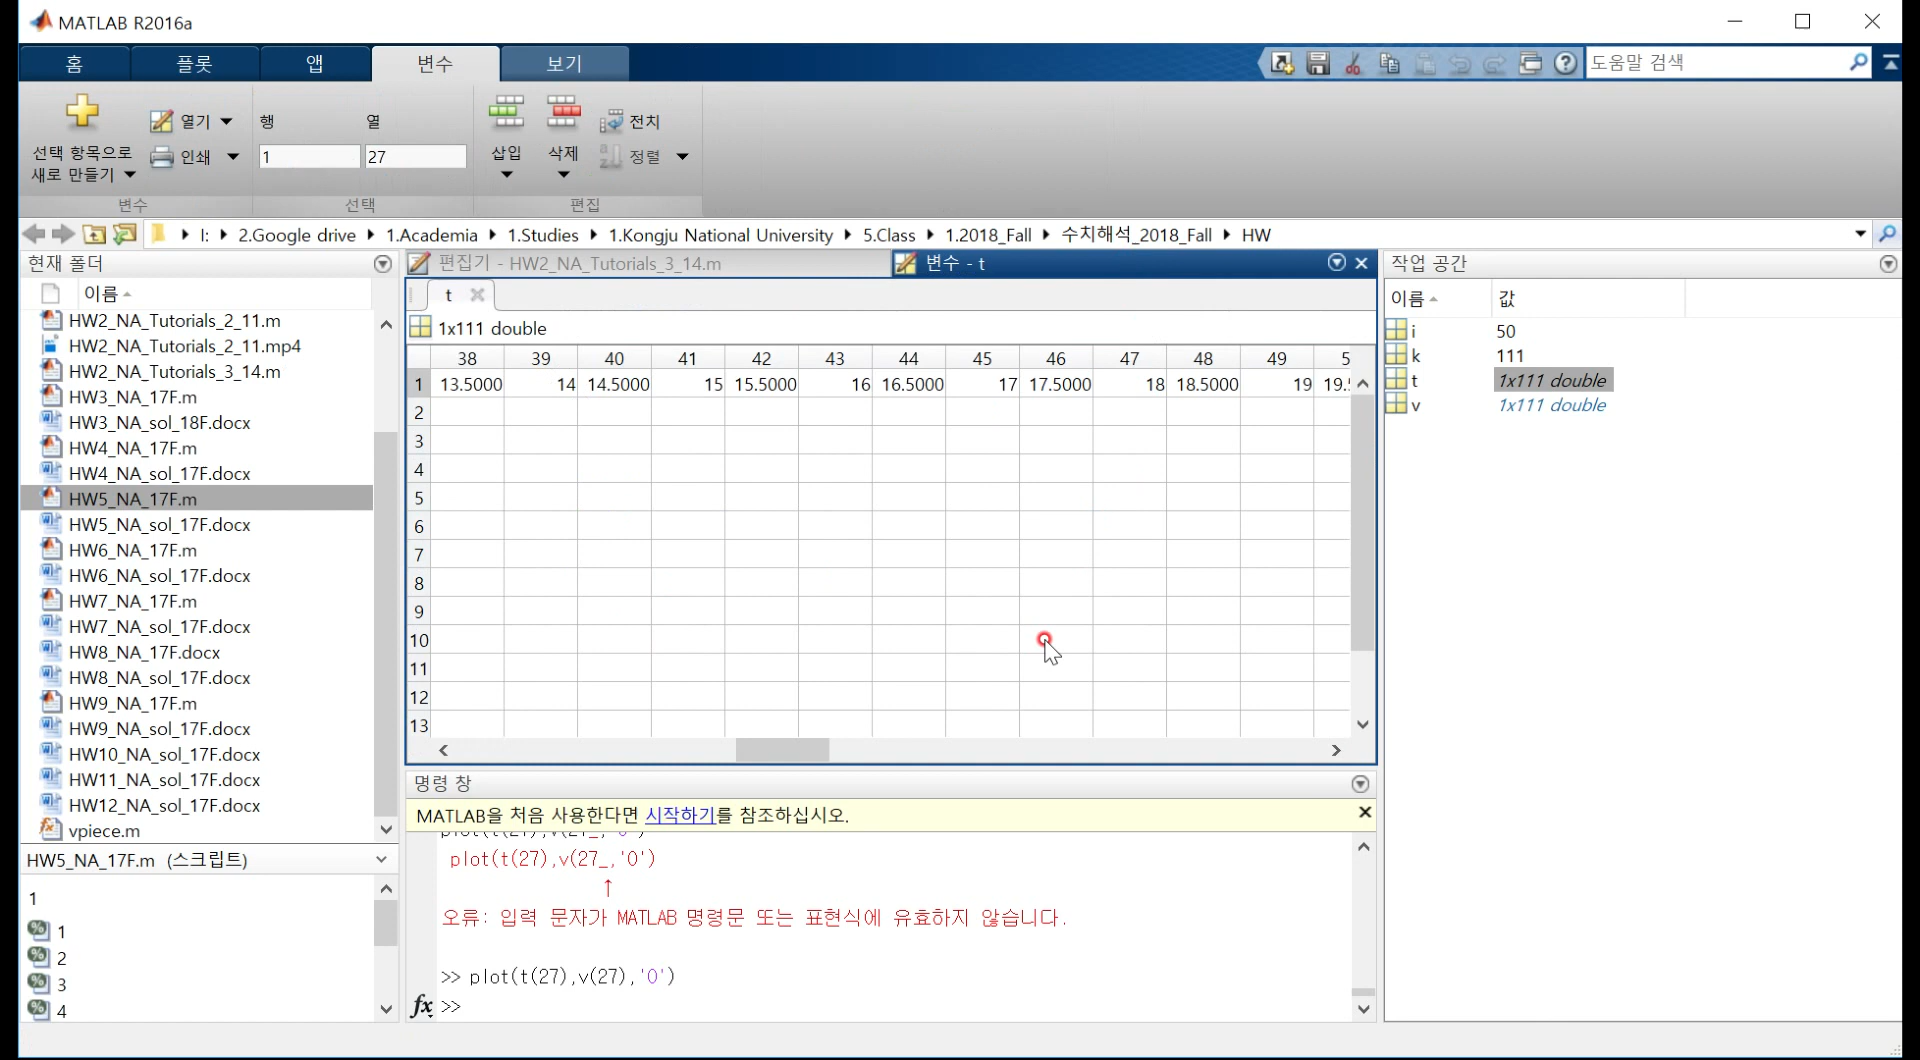 MATLAB R2016a
홈 플롯 앱 변수 보기
도움말 검색
선택 항목으로
새로 만들기
열기
인쇄
행 열
1 27
삽입 삭제
전치
정렬
변수 선택 편집
I: 2.Google drive 1.Academia 1.Studies 1.Kongju National University 5.Class 1.2018_Fall 수치해석_2018_Fall HW
현재 폴더
이름
HW2_NA_Tutorials_2_11.m
HW2_NA_Tutorials_2_11.mp4
HW2_NA_Tutorials_3_14.m
HW3_NA_17F.m
HW3_NA_sol_18F.docx
HW4_NA_17F.m
HW4_NA_sol_17F.docx
HW5_NA_17F.m
HW5_NA_sol_17F.docx
HW6_NA_17F.m
HW6_NA_sol_17F.docx
HW7_NA_17F.m
HW7_NA_sol_17F.docx
HW8_NA_17F.docx
HW8_NA_sol_17F.docx
HW9_NA_17F.m
HW9_NA_sol_17F.docx
HW10_NA_sol_17F.docx
HW11_NA_sol_17F.docx
HW12_NA_sol_17F.docx
vpiece.m
HW5_NA_17F.m (스크립트)
1
1
2
3
4
편집기 - HW2_NA_Tutorials_3_14.m
변수 - t
t
1x111 double
38 39 40 41 42 43 44 45 46 47 48 49 5
1 13.5000 14 14.5000 15 15.5000 16 16.5000 17 17.5000 18 18.5000 19 19.
2
3
4
5
6
7
8
9
10
11
12
13
명령 창
MATLAB을 처음 사용한다면 시작하기를 참조하십시오.
plot(t(27),v(27_,'O')
↑
오류: 입력 문자가 MATLAB 명령문 또는 표현식에 유효하지 않습니다.
>> plot(t(27),v(27),'O')
fx >>
작업 공간
이름 값
i 50
k 111
t 1x111 double
v 1x111 double